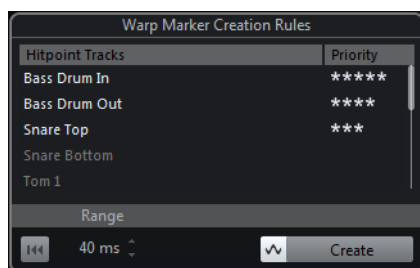 Warp Marker Creation Rules
Hitpoint Tracks Priority
Bass Drum In *****
Bass Drum Out ****
Snare Top ***
Snare Bottom
Tom 1
Range
40 ms Create